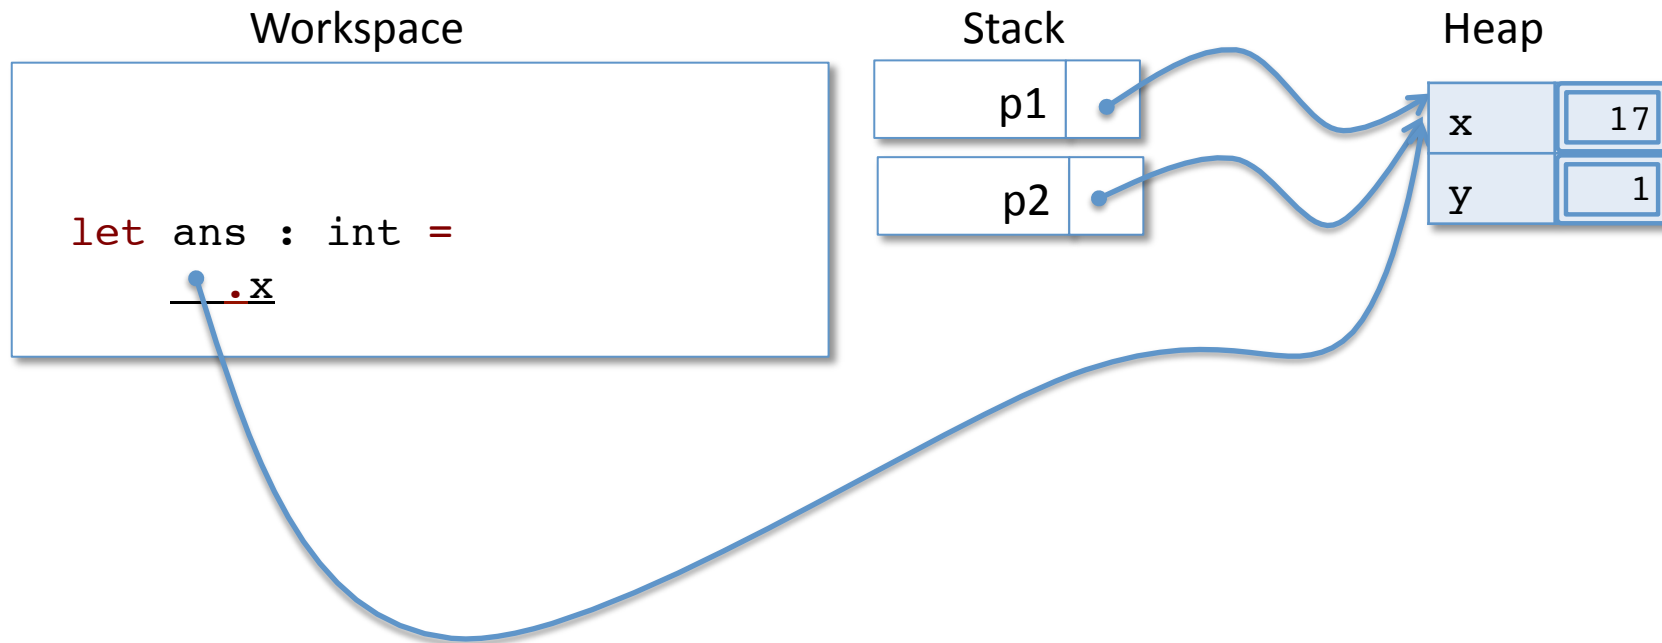 Workspace
Stack
Heap
let ans : int =
.x
p1
p2
x 17
y 1